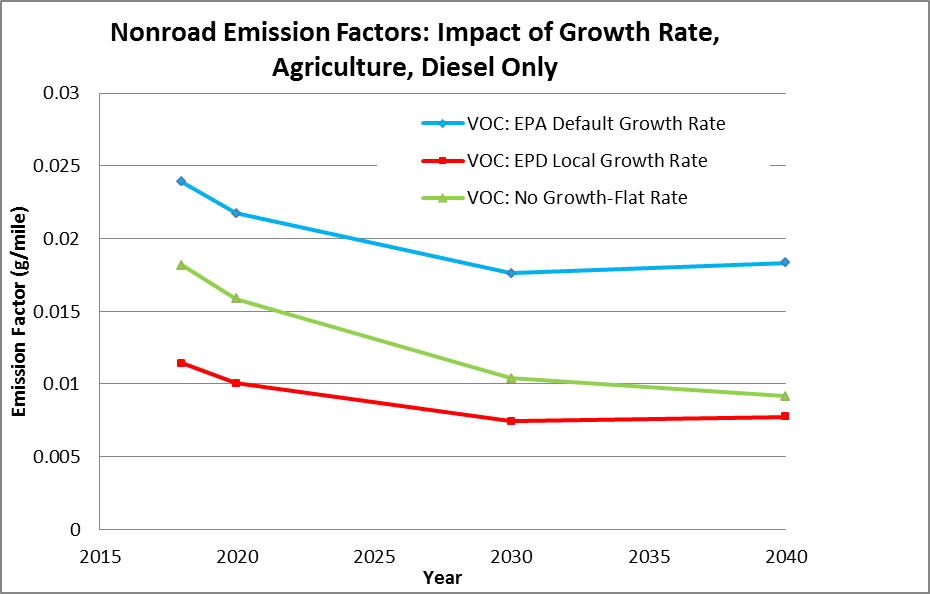 Nonroad Emission Factors: Impact of Growth Rate,
Agriculture, Diesel Only
0.03
0.025
0.02
0.015
0.01
0.005
0
Emission Factor (g/mile)
VOC: EPA Default Growth Rate
VOC: EPD Local Growth Rate
VOC: No Growth-Flat Rate
2015 2020 2025 2030 2035 2040
Year